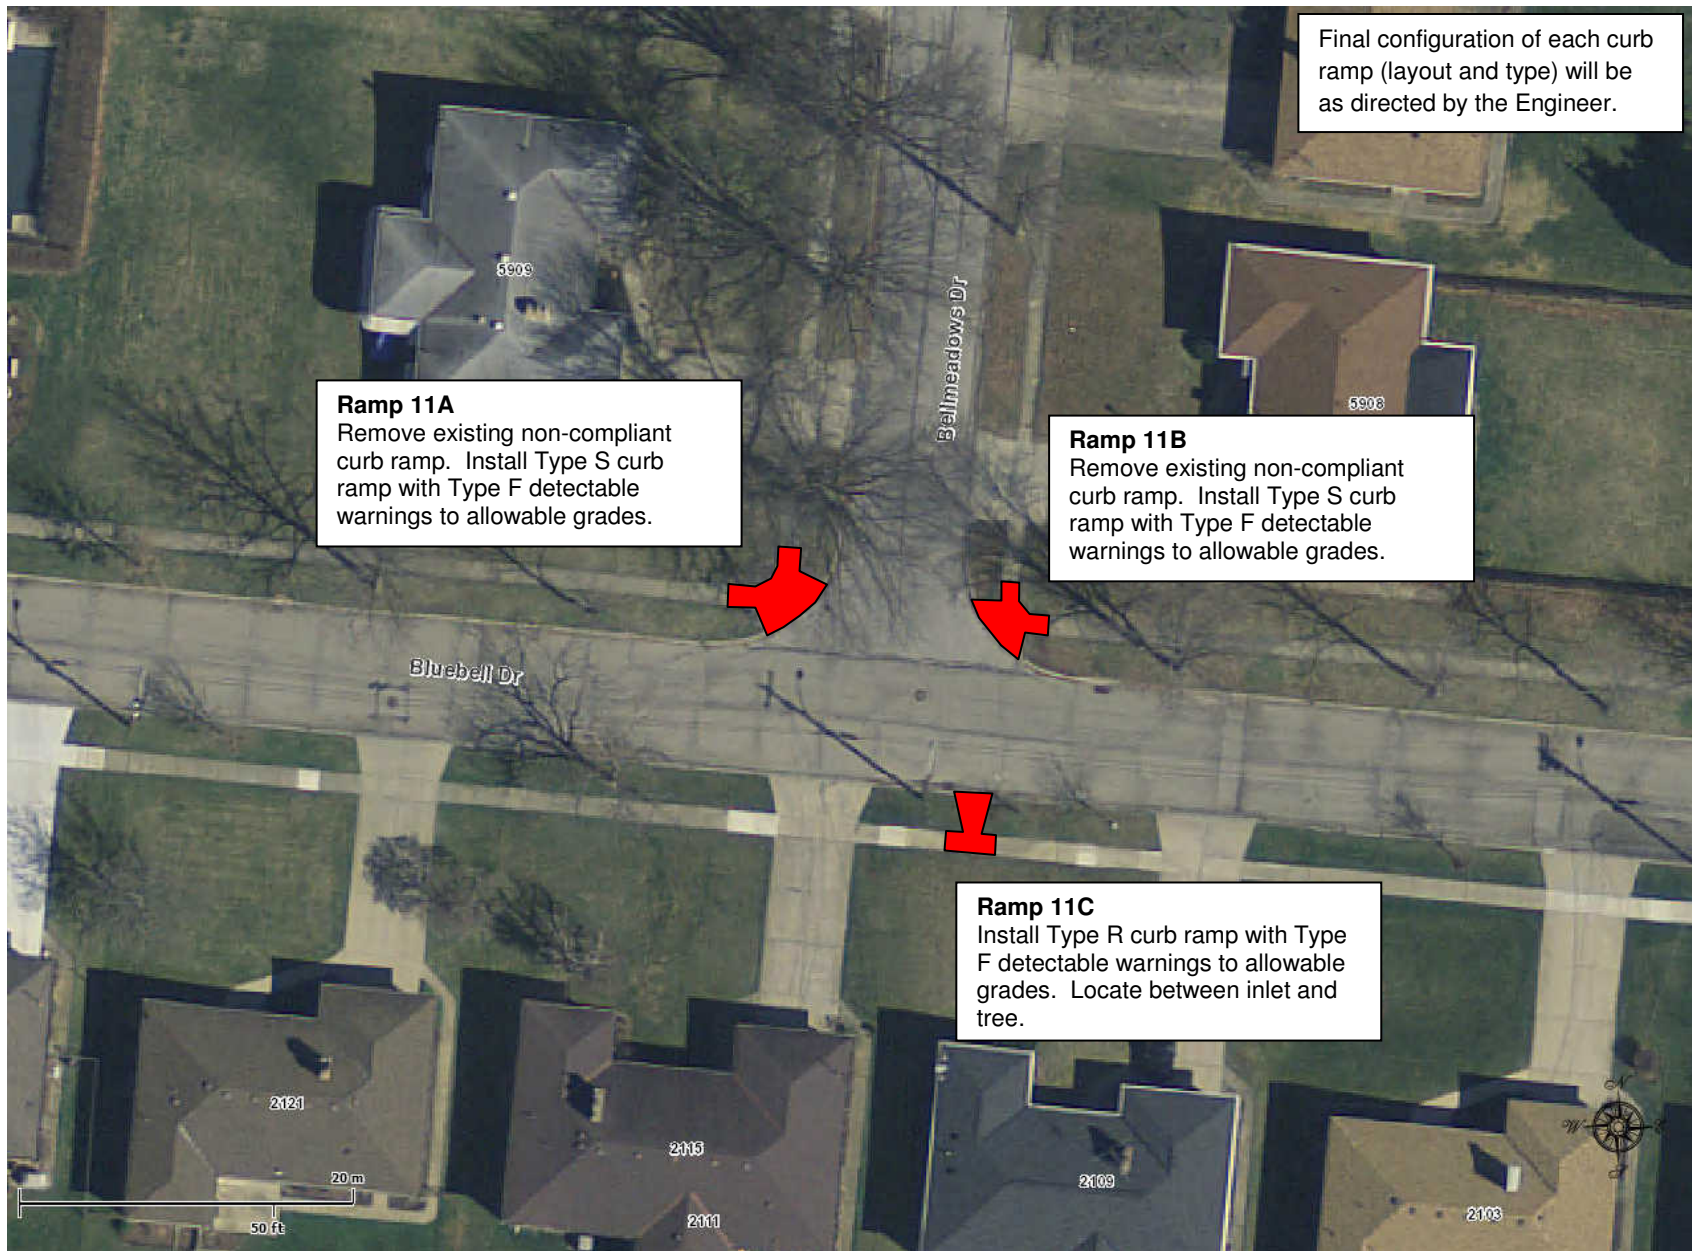 Final configuration of each curb
ramp (layout and type) will be
as directed by the Engineer.
5909
Bellmeadows Dr
5908
Ramp 11A
Remove existing non-compliant
curb ramp.  Install Type S curb
ramp with Type F detectable
warnings to allowable grades.
Ramp 11B
Remove existing non-compliant
curb ramp.  Install Type S curb
ramp with Type F detectable
warnings to allowable grades.
Bluebell Dr
Ramp 11C
Install Type R curb ramp with Type
F detectable warnings to allowable
grades.  Locate between inlet and
tree.
2121
2115
2111
2109
2103
N
W E
S
20 m
50 ft